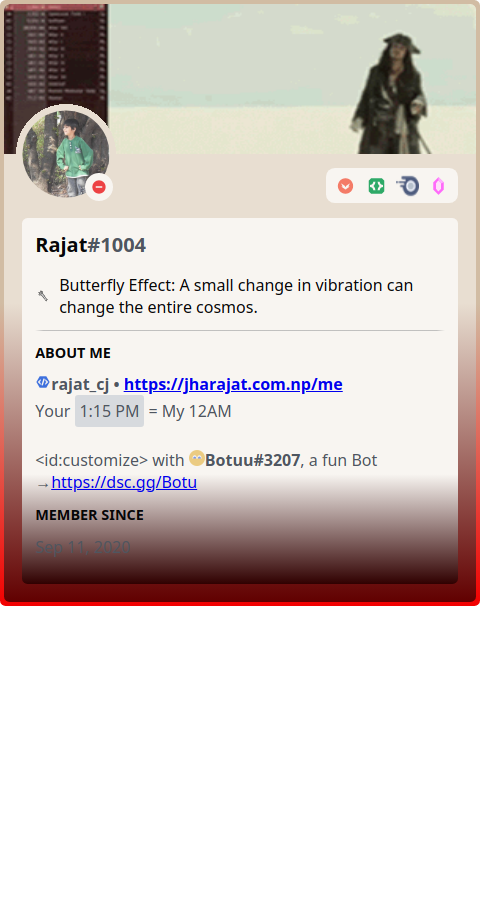 Rajat#1004
Butterfly Effect: A small change in vibration can
change the entire cosmos.
ABOUT ME
rajat_cj • https://jharajat.com.np/me
Your 1:15 PM = My 12AM
<id:customize> with Botuu#3207, a fun Bot
→https://dsc.gg/Botu
MEMBER SINCE
Sep 11, 2020